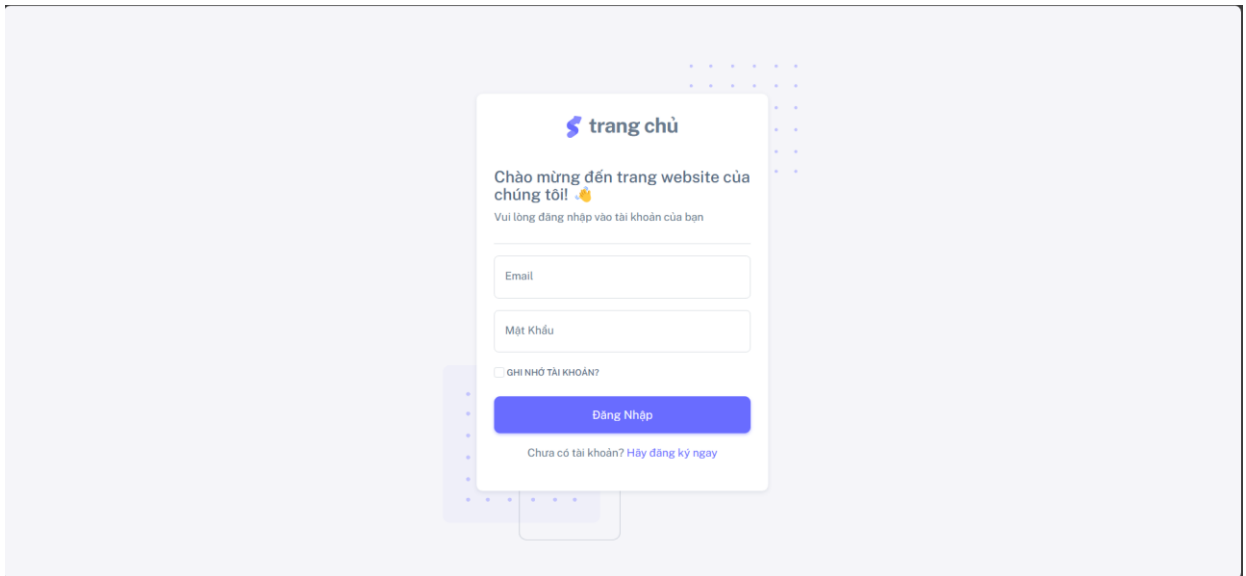 trang chủ
Chào mừng đến trang website của
chúng tôi! 👋
Vui lòng đăng nhập vào tài khoản của bạn
Email
Mật Khẩu
GHI NHỚ TÀI KHOẢN?
Đăng Nhập
Chưa có tài khoản? Hãy đăng ký ngay